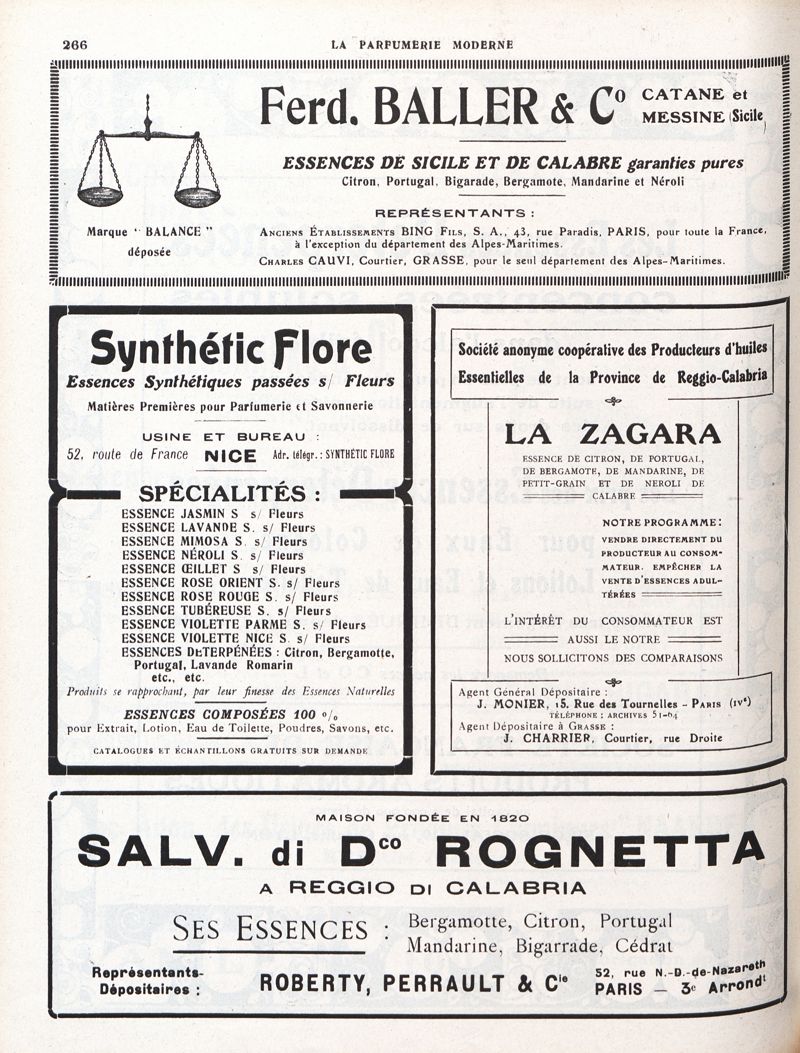 266
LA PARFUMERIE MODERNE
Ferd. BALLER & Cº
CATANE et
MESSINE (Sicile)
ESSENCES DE SICILE ET DE CALABRE garanties pures
Citron, Portugal, Bigarade, Bergamote, Mandarine et Néroli
Marque "BALANCE"
déposée
REPRÉSENTANTS :
ANCIENS ÉTABLISSEMENTS BING FILS, S. A., 43, rue Paradis, PARIS, pour toute la France,
à l'exception du département des Alpes-Maritimes.
CHARLES CAUVI, Courtier, GRASSE, pour le seul département des Alpes-Maritimes.
Synthétic Flore
Essences Synthétiques passées s/ Fleurs
Matières Premières pour Parfumerie et Savonnerie
USINE ET BUREAU :
52, route de France NICE Adr. télégr.: SYNTHÉTIC FLORE
SPÉCIALITÉS :
ESSENCE JASMIN S. s/ Fleurs
ESSENCE LAVANDE S. s/ Fleurs
ESSENCE MIMOSA S. s/ Fleurs
ESSENCE NÉROLI S. s/ Fleurs
ESSENCE ŒILLET S. s/ Fleurs
ESSENCE ROSE ORIENT S. s/ Fleurs
ESSENCE ROSE ROUGE S. s/ Fleurs
ESSENCE TUBÉREUSE S. s/ Fleurs
ESSENCE VIOLETTE PARME S. s/ Fleurs
ESSENCE VIOLETTE NICE S. s/ Fleurs
ESSENCES DÉTERPÉNÉES : Citron, Bergamotte,
Portugal, Lavande Romarin
etc., etc.
Produits se rapprochant, par leur finesse des Essences Naturelles
ESSENCES COMPOSÉES 100 %
pour Extrait, Lotion, Eau de Toilette, Poudres, Savons, etc.
CATALOGUES ET ÉCHANTILLONS GRATUITS SUR DEMANDE
Société anonyme coopérative des Producteurs d'huiles
Essentielles de la Province de Reggio-Calabria
LA ZAGARA
ESSENCE DE CITRON, DE PORTUGAL,
DE BERGAMOTE, DE MANDARINE, DE
PETIT-GRAIN ET DE NEROLI DE
CALABRE
NOTRE PROGRAMME:
VENDRE DIRECTEMENT DU
PRODUCTEUR AU CONSOM-
MATEUR. EMPÊCHER LA
VENTE D'ESSENCES ADUL-
TÉRÉES
L'INTÉRÊT DU CONSOMMATEUR EST
AUSSI LE NOTRE
NOUS SOLLICITONS DES COMPARAISONS
Agent Général Dépositaire :
J. MONIER, 15. Rue des Tournelles - PARIS (IVe)
TÉLÉPHONE : ARCHIVES 51-04
Agent Dépositaire à GRASSE :
J. CHARRIER, Courtier, rue Droite
MAISON FONDÉE EN 1820
SALV. di Dco ROGNETTA
A REGGIO DI CALABRIA
SES ESSENCES :
Bergamotte, Citron, Portugal
Mandarine, Bigarrade, Cédrat
Représentants-
Dépositaires :
ROBERTY, PERRAULT & Cie
52, rue N.-D.-de-Nazareth
PARIS — 3e Arrondt